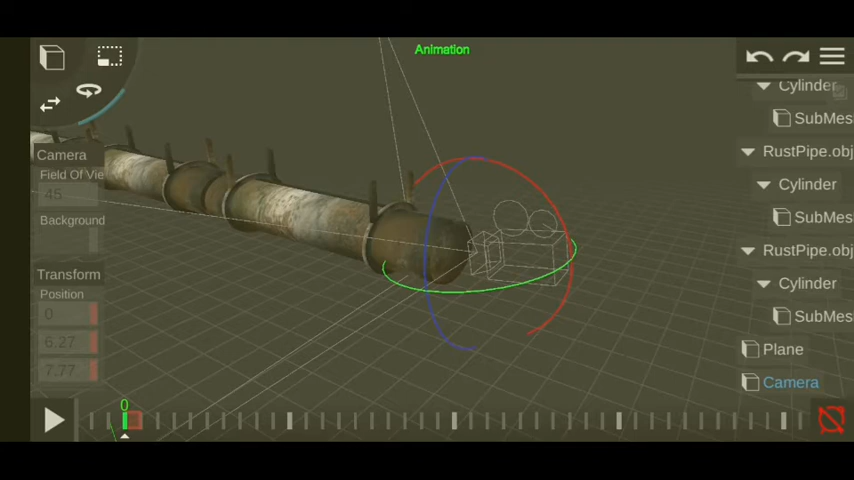 Animation
Camera
Field Of Vie
45
Background
Transform
Position
0
6.27
7.77
Cylinder
SubMes
RustPipe.obj
Cylinder
SubMes
RustPipe.obj
Cylinder
SubMes
Plane
Camera
0